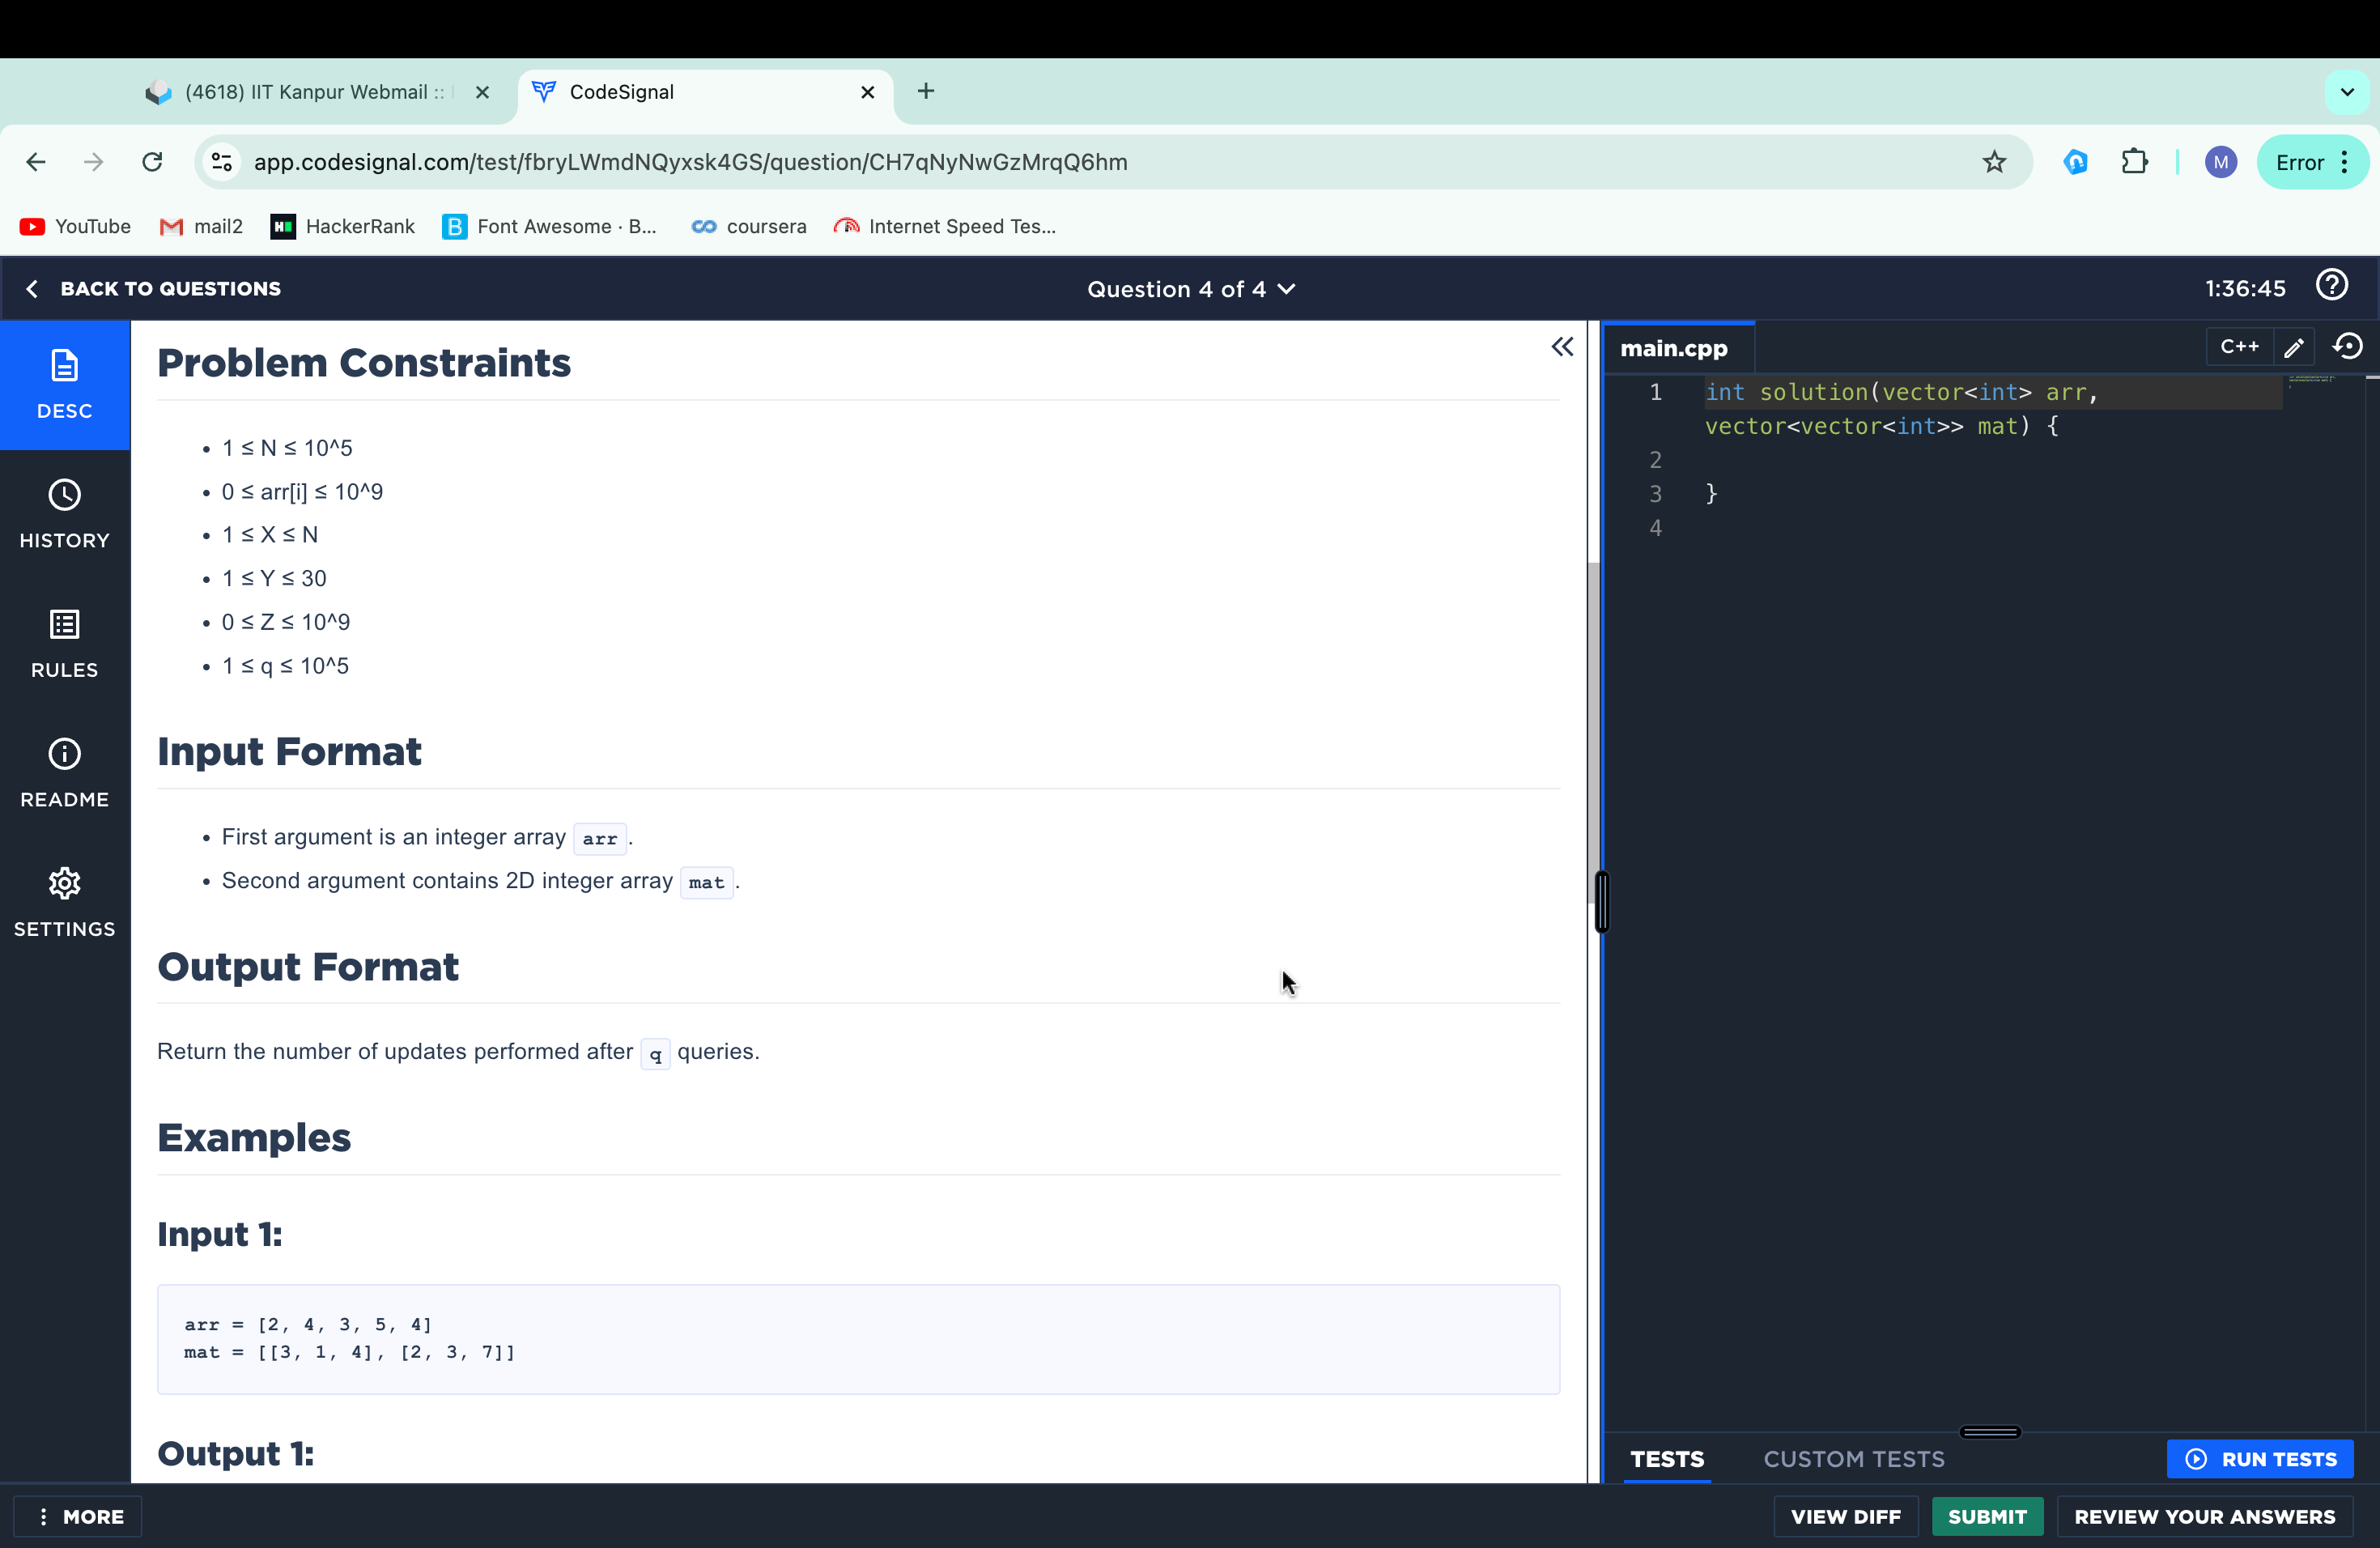 (4618) IIT Kanpur Webmail ::
CodeSignal
app.codesignal.com/test/fbryLWmdNQyxsk4GS/question/CH7qNyNwGzMrqQ6hm
M
Error
YouTube
mail2
HackerRank
Font Awesome · B...
coursera
Internet Speed Tes...
BACK TO QUESTIONS
Question 4 of 4
1:36:45
DESC
HISTORY
RULES
README
SETTINGS
Problem Constraints
• 1 ≤ N ≤ 10^5
• 0 ≤ arr[i] ≤ 10^9
• 1 ≤ X ≤ N
• 1 ≤ Y ≤ 30
• 0 ≤ Z ≤ 10^9
• 1 ≤ q ≤ 10^5
Input Format
• First argument is an integer array arr.
• Second argument contains 2D integer array mat.
Output Format
Return the number of updates performed after q queries.
Examples
Input 1:
arr = [2, 4, 3, 5, 4]
mat = [[3, 1, 4], [2, 3, 7]]
Output 1:
main.cpp
C++
1 int solution(vector<int> arr,
vector<vector<int>> mat) {
2
3 }
4
TESTS
CUSTOM TESTS
RUN TESTS
MORE
VIEW DIFF
SUBMIT
REVIEW YOUR ANSWERS